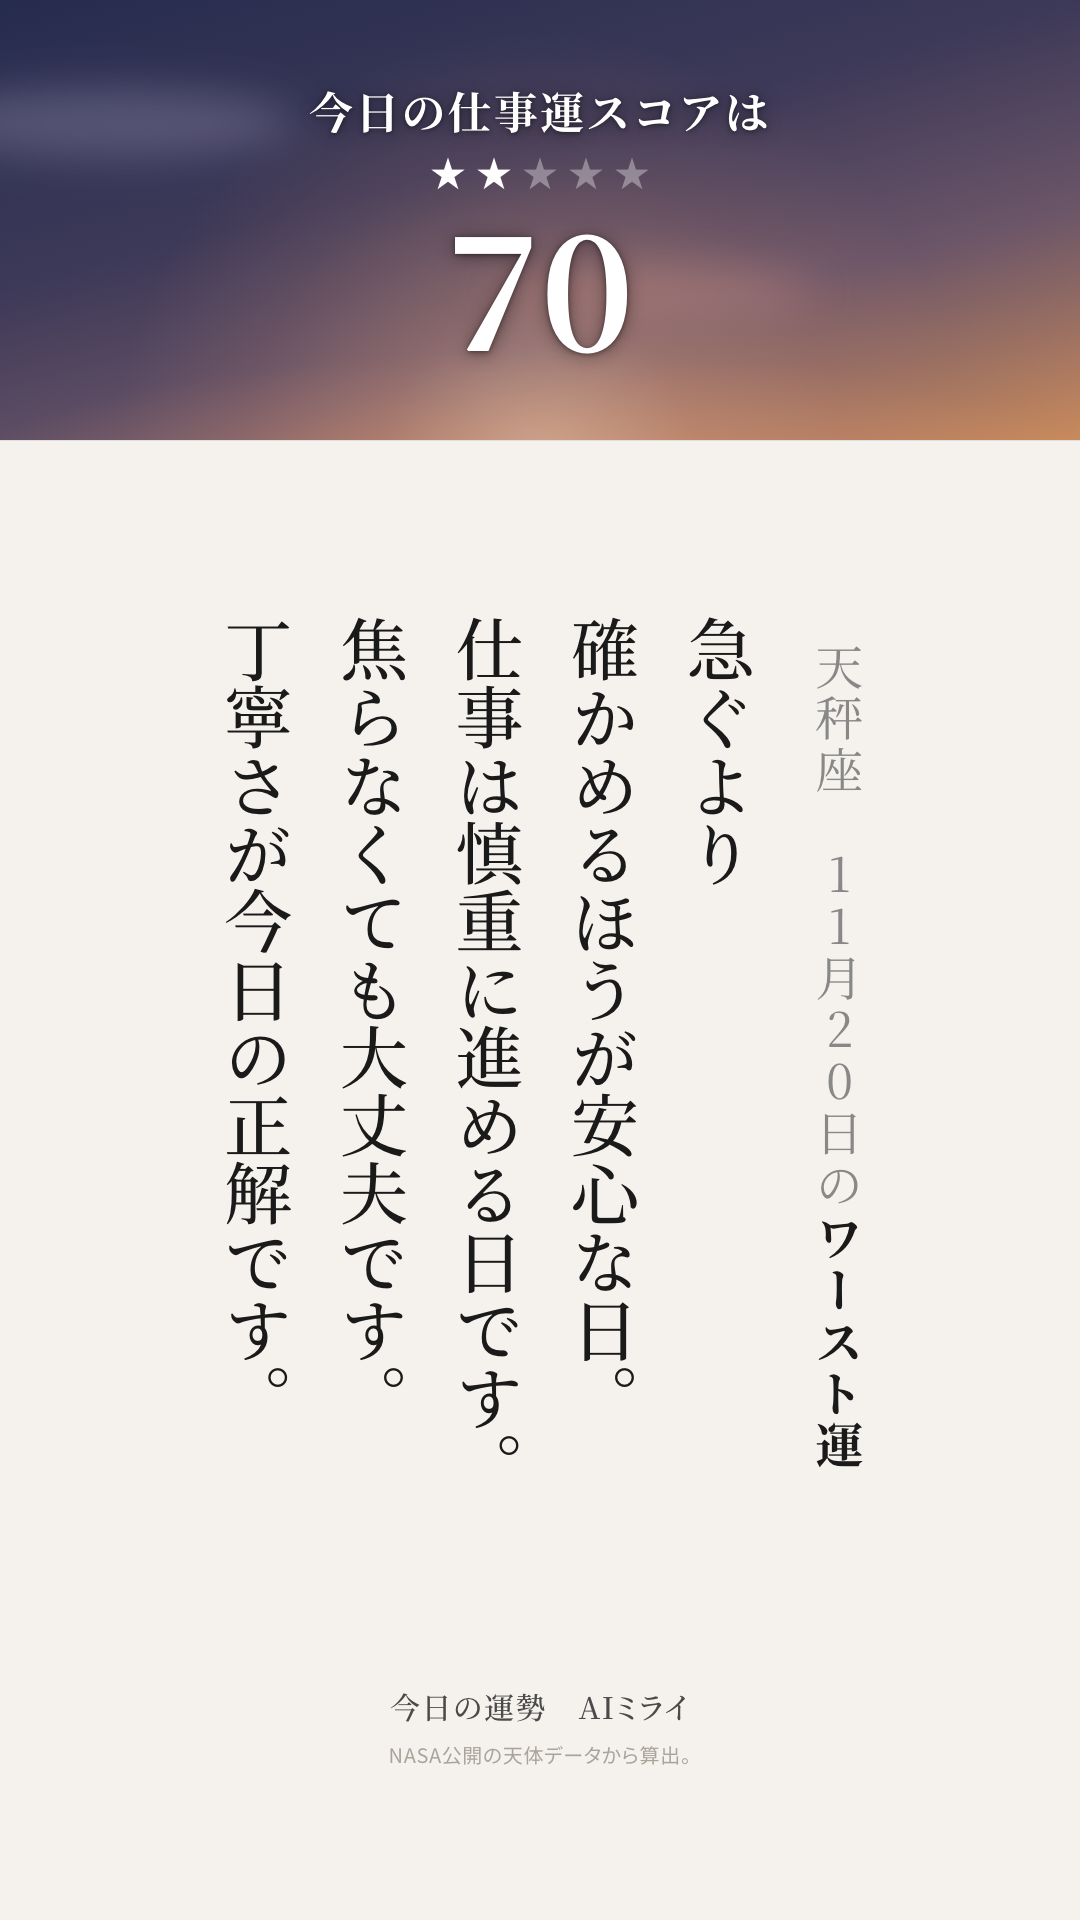 今日の仕事運スコアは
★★★★★
70
天秤座　11月20日のワースト運
急ぐより
確かめるほうが安心な日。
仕事は慎重に進める日です。
焦らなくても大丈夫です。
丁寧さが今日の正解です。
今日の運勢　AIミライ
NASA公開の天体データから算出。